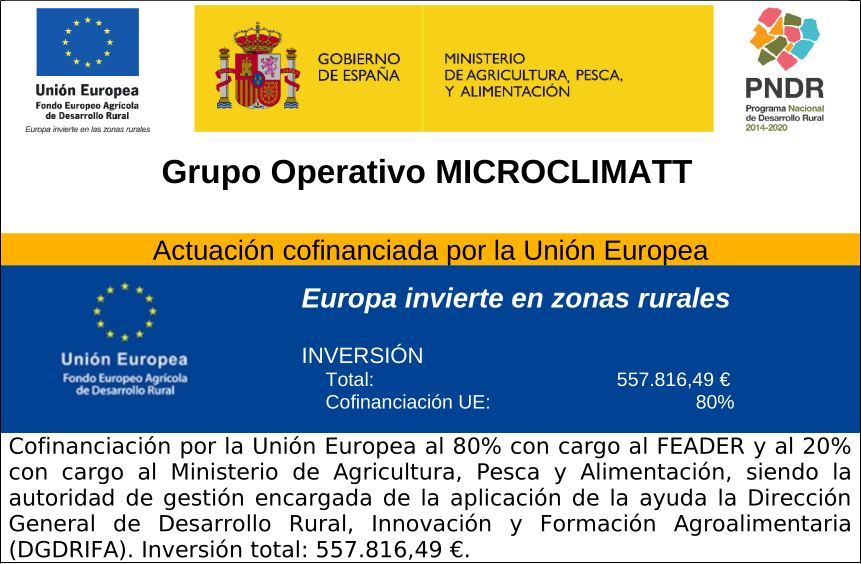 Unión Europea
Fondo Europeo Agrícola
de Desarrollo Rural
Europa invierte en las zonas rurales
GOBIERNO
DE ESPAÑA
MINISTERIO
DE AGRICULTURA, PESCA,
Y ALIMENTACIÓN
PNDR
Programa Nacional
de Desarrollo Rural
2014-2020
Grupo Operativo MICROCLIMATT
Actuación cofinanciada por la Unión Europea
Unión Europea
Fondo Europeo Agrícola
de Desarrollo Rural
Europa invierte en zonas rurales
INVERSIÓN
Total: 557.816,49 €
Cofinanciación UE: 80%
Cofinanciación por la Unión Europea al 80% con cargo al FEADER y al 20%
con cargo al Ministerio de Agricultura, Pesca y Alimentación, siendo la
autoridad de gestión encargada de la aplicación de la ayuda la Dirección
General de Desarrollo Rural, Innovación y Formación Agroalimentaria
(DGDRIFA). Inversión total: 557.816,49 €.